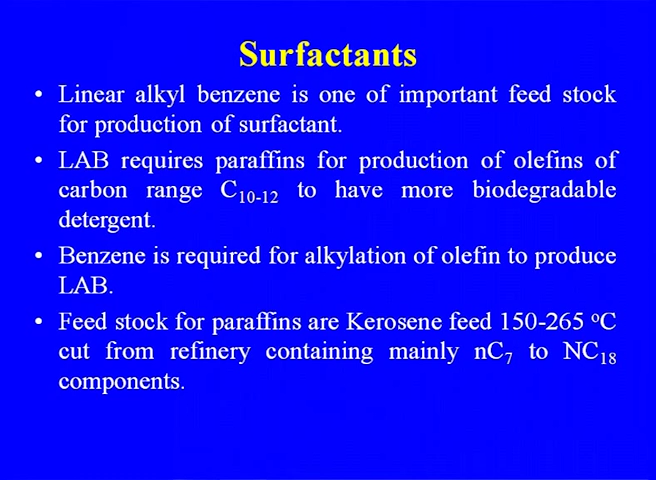 Surfactants
• Linear alkyl benzene is one of important feed stock
for production of surfactant.
• LAB requires paraffins for production of olefins of
carbon range C10-12 to have more biodegradable
detergent.
• Benzene is required for alkylation of olefin to produce
LAB.
• Feed stock for paraffins are Kerosene feed 150-265 oC
cut from refinery containing mainly nC7 to NC18
components.